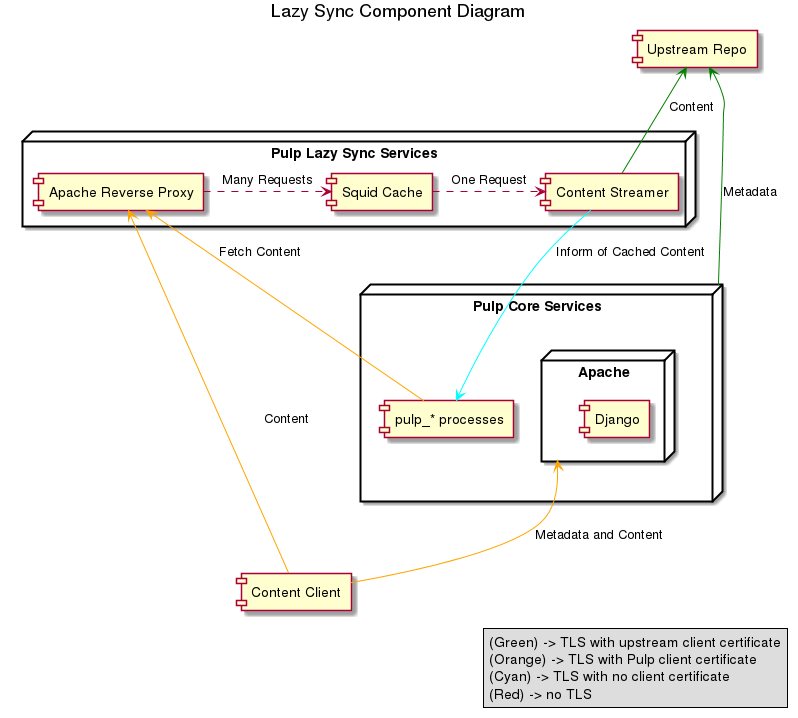 Lazy Sync Component Diagram
Upstream Repo
Content
Pulp Lazy Sync Services
Apache Reverse Proxy
Many Requests
Squid Cache
One Request
Content Streamer
Metadata
Fetch Content
Inform of Cached Content
Pulp Core Services
Apache
pulp_* processes
Django
Content
Metadata and Content
Content Client
(Green) -> TLS with upstream client certificate
(Orange) -> TLS with Pulp client certificate
(Cyan) -> TLS with no client certificate
(Red) -> no TLS